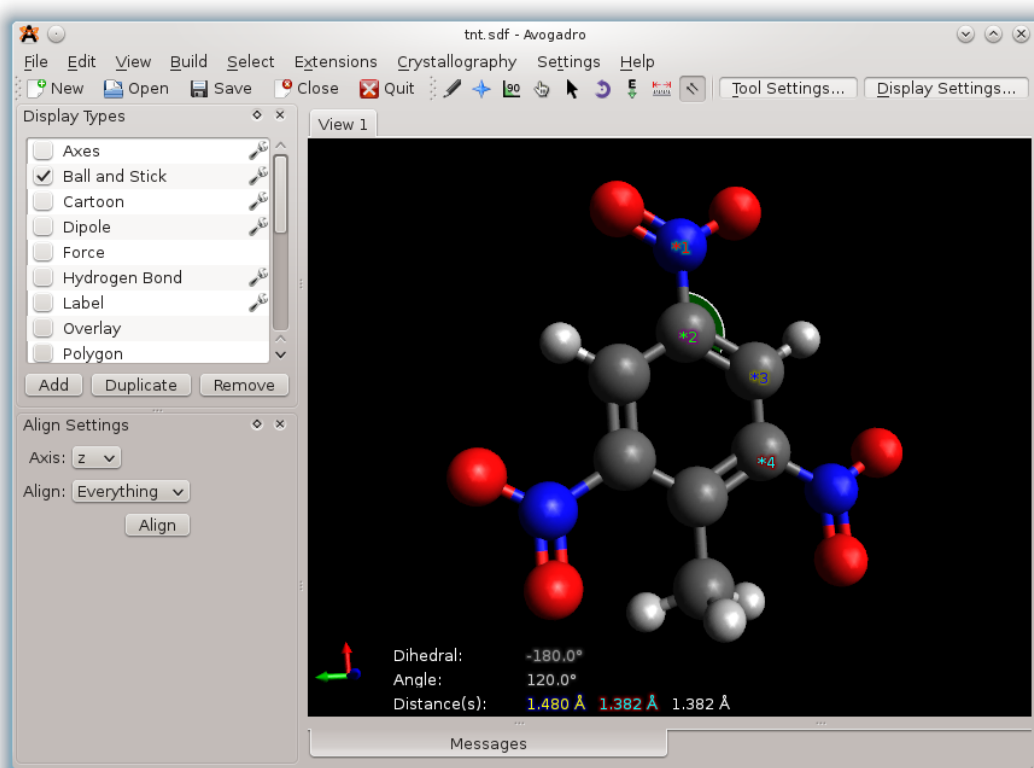 tnt.sdf - Avogadro
File Edit View Build Select Extensions Crystallography Settings Help
New Open Save Close Quit 90 E Tool Settings... Display Settings...
Display Types
View 1
Axes
Ball and Stick
Cartoon
Dipole
Force
Hydrogen Bond
Label
Overlay
Polygon
Add Duplicate Remove
Align Settings
Axis: z
Align: Everything
Align
*1
*2
*3
*4
Dihedral: -180.0°
Angle: 120.0°
Distance(s): 1.480 Å 1.382 Å 1.382 Å
Messages